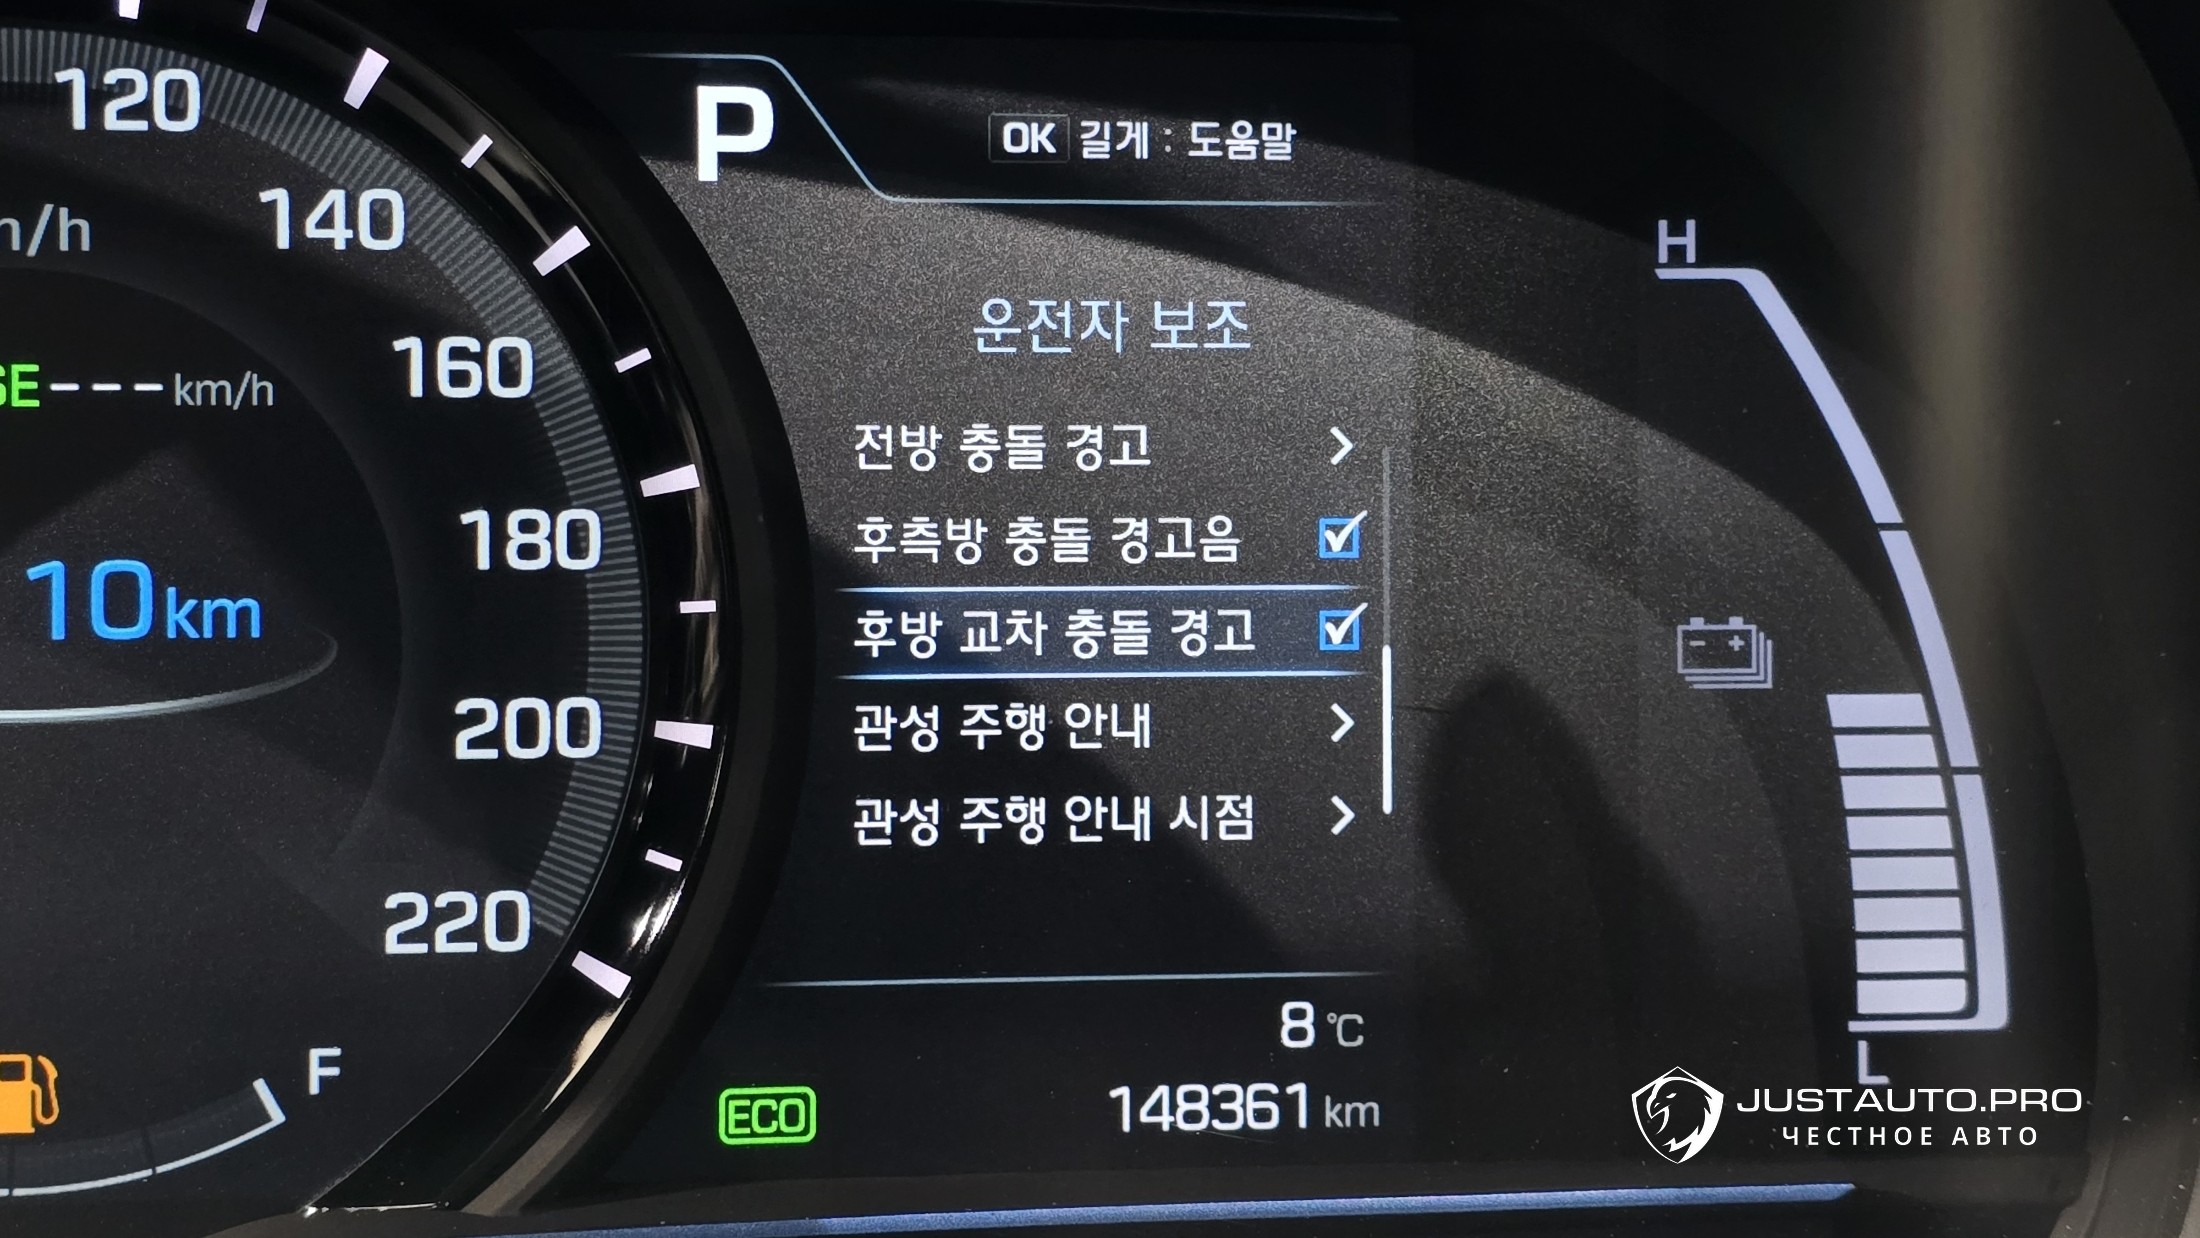 120
140
160
180
200
220
/h
km/h
10 km
F
P
OK 길게 : 도움말
운전자 보조
전방 충돌 경고
후측방 충돌 경고음
후방 교차 충돌 경고
관성 주행 안내
관성 주행 안내 시점
8 °C
ECO
148361 km
H
L
JUSTAUTO.PRO
ЧЕСТНОЕ АВТО